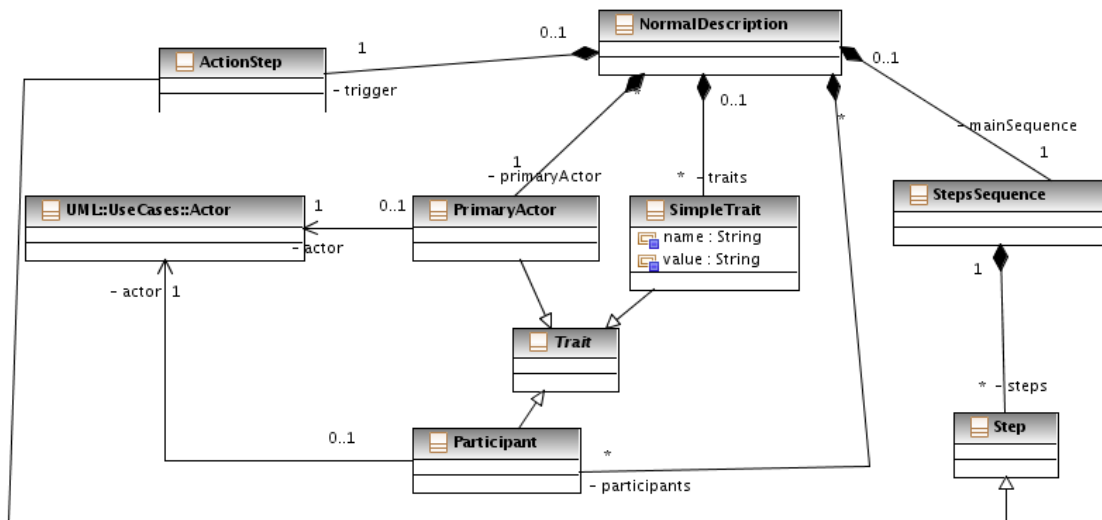 NormalDescription
0..1
1
ActionStep
- trigger
0..1
0..1
*
*
- mainSequence
1
1
- primaryActor
* - traits
StepsSequence
UML::UseCases::Actor
1
0..1
PrimaryActor
SimpleTrait
- actor
name : String
value : String
1
- actor 1
Trait
* - steps
Step
0..1
Participant
*
- participants